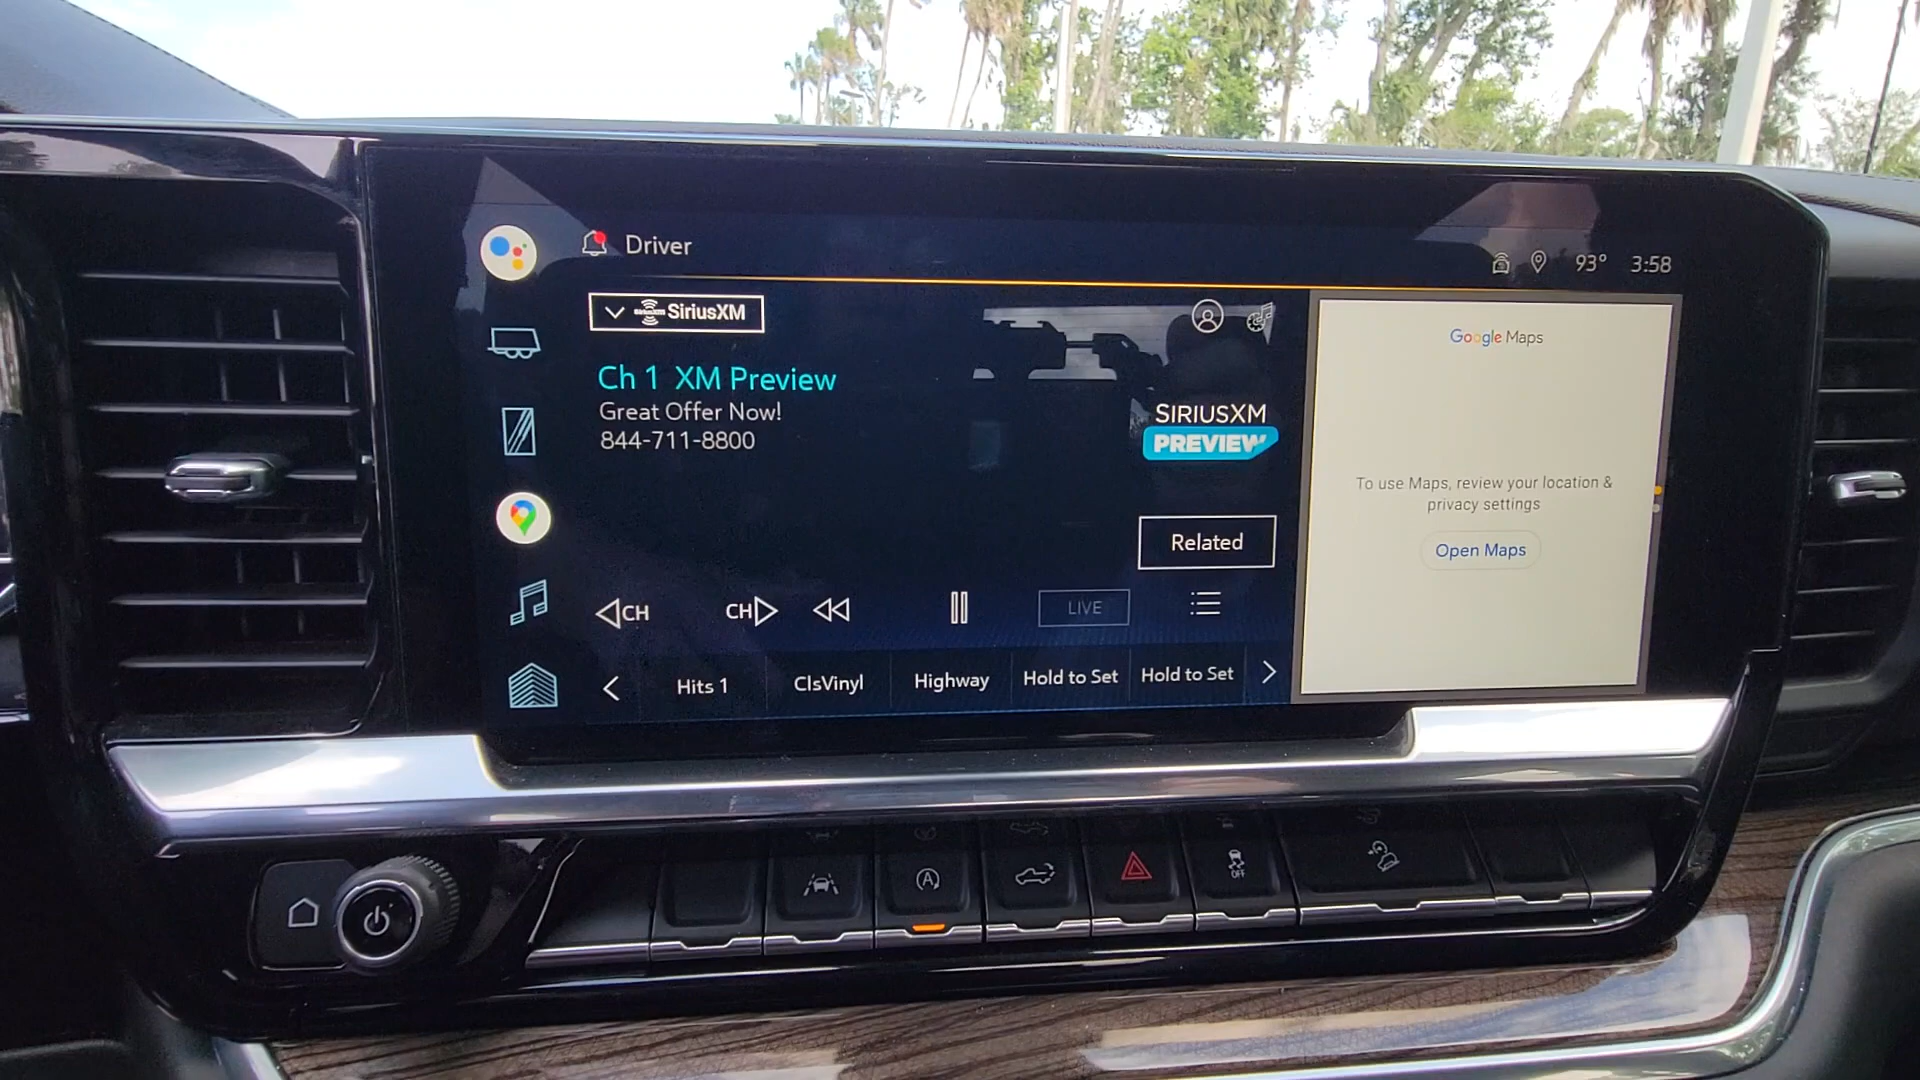 Driver
93° 3:58
SiriusXM
Ch 1 XM Preview
Great Offer Now!
844-711-8800
SIRIUSXM
PREVIEW
Related
CH CH LIVE
Hits 1 ClsVinyl Highway Hold to Set Hold to Set
Google Maps
To use Maps, review your location &
privacy settings
Open Maps
A
OFF